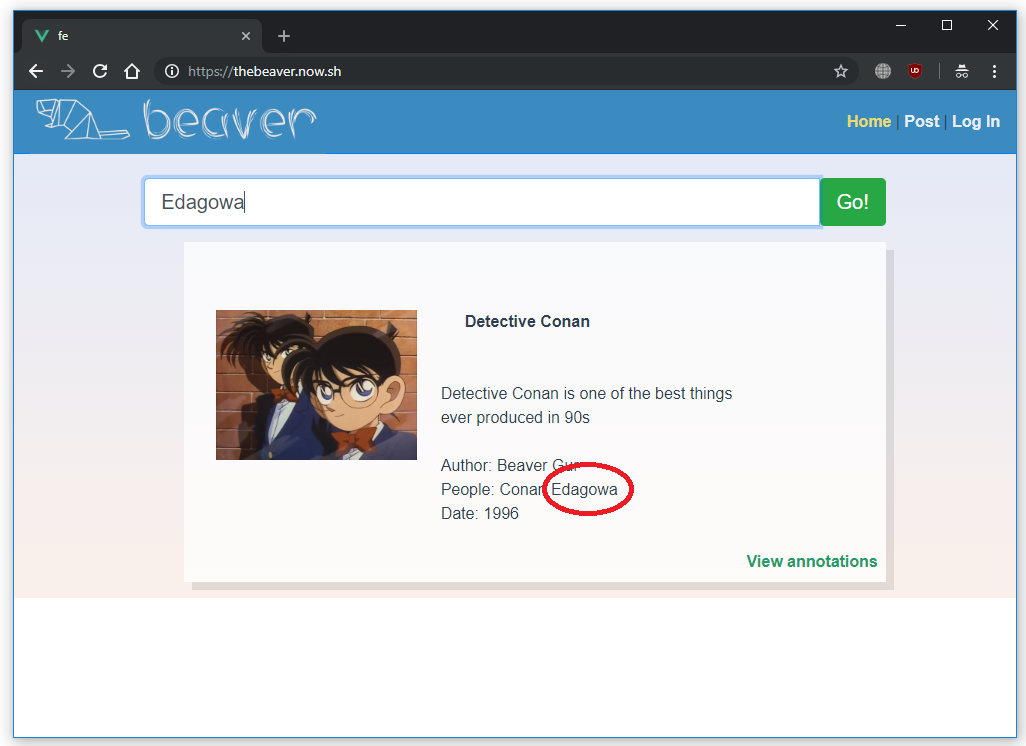 fe
https://thebeaver.now.sh
beaver
Home | Post | Log In
Edagowa
Go!
Detective Conan
Detective Conan is one of the best things
ever produced in 90s
Author: Beaver
People: Conan Edagowa
Date: 1996
View annotations